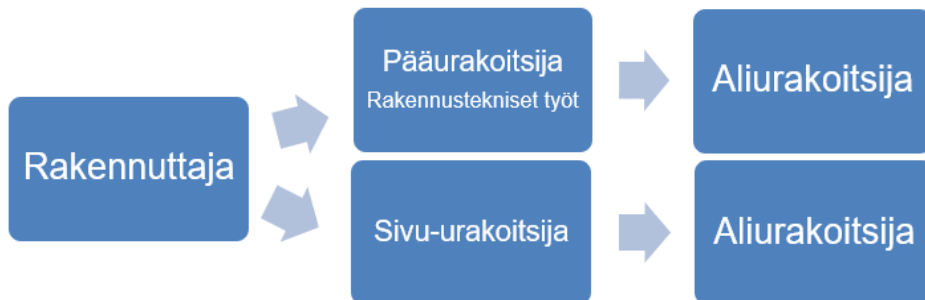 Rakennuttaja
Pääurakoitsija
Rakennustekniset työt
Aliurakoitsija
Sivu-urakoitsija
Aliurakoitsija